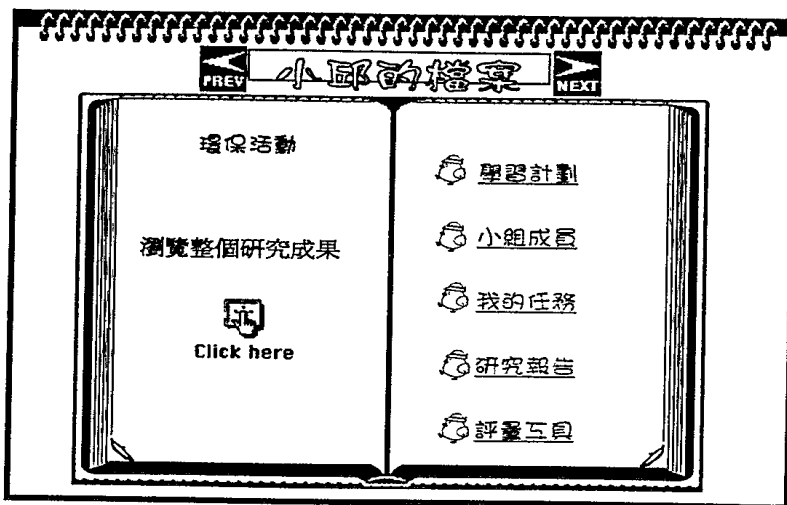 PREV
小邱的檔案
NEXT
環保活動
瀏覽整個研究成果
Click here
學習計劃
小組成員
我的任務
研究報告
評量工具